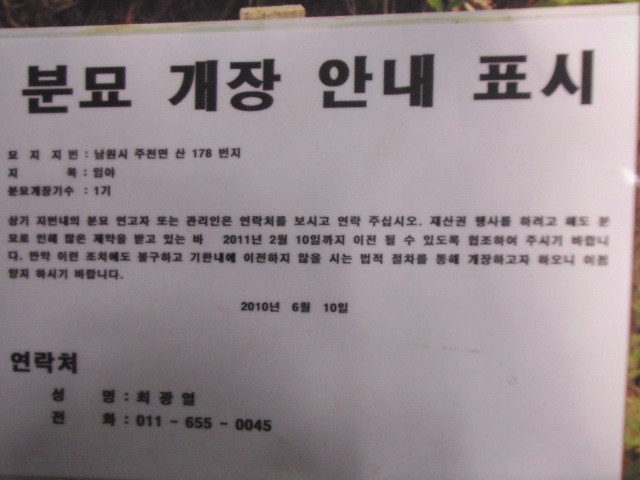 분묘 개장 안내 표시
묘 지 지 번 : 남원시 주천면 산 178 번지
지 목 : 임야
분묘개장기수 : 1기
상기 지번내의 분묘 연고자 또는 관리인은 연락처를 보시고 연락 주십시오. 재산권 행사를 하려고 해도 분
묘로 인해 많은 제약을 받고 있는 바 2011년 2월 10일까지 이전 될 수 있도록 협조하여 주시기 바랍니
다. 만약 이런 조치에도 불구하고 기한내에 이전하지 않을 시는 법적 절차를 통해 개장하고자 하오니 이점
양지 하시기 바랍니다.
2010년 6월 10일
연락처
성 명 : 최 광 열
전 화 : 011 - 655 - 0045